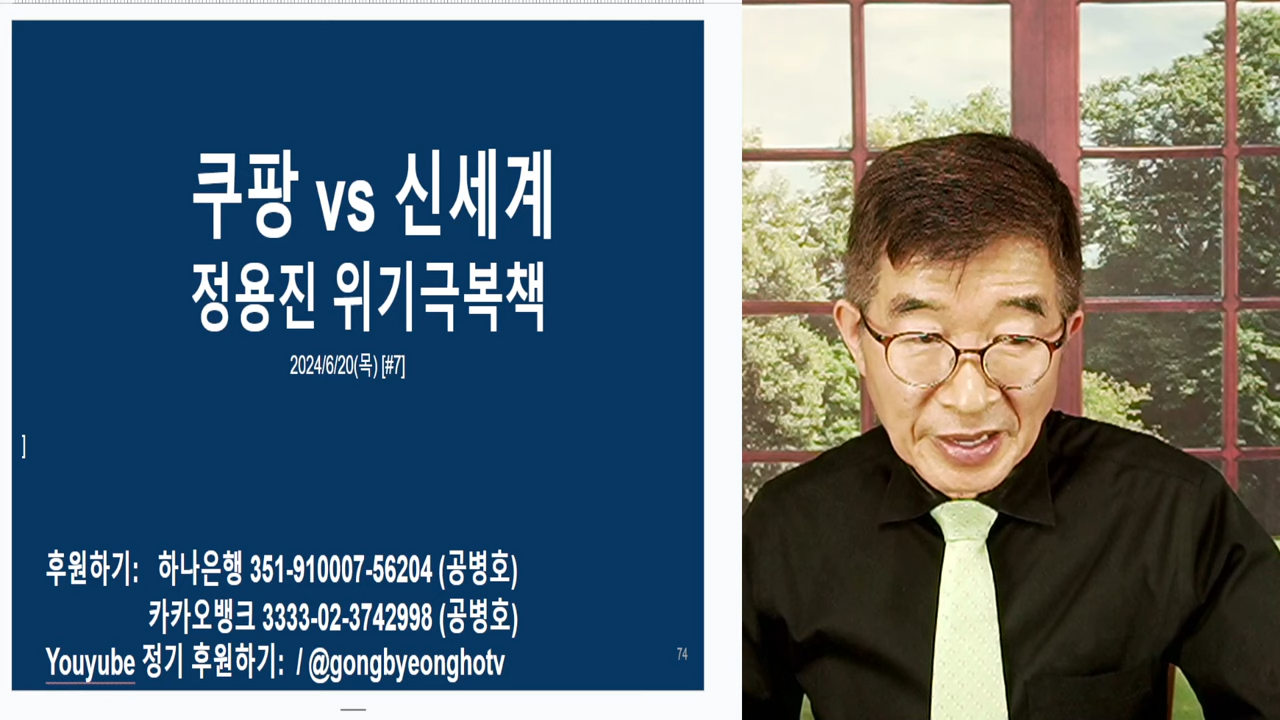 쿠팡 vs 신세계
정용진 위기극복책
2024/6/20(목) [#7]
]
후원하기: 하나은행 351-910007-56204 (공병호)
카카오뱅크 3333-02-3742998 (공병호)
Youyube 정기 후원하기: / @gongbyeonghotv
74